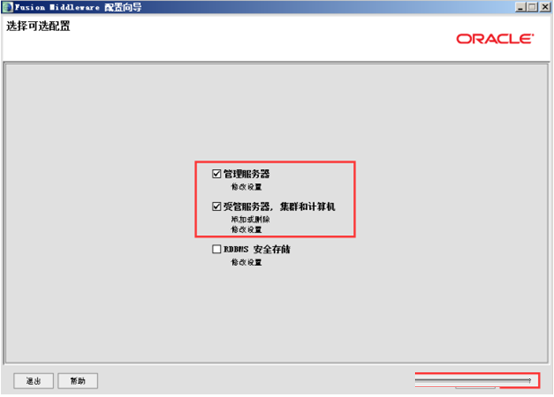 Fusion Middleware 配置向导
选择可选配置
ORACLE
管理服务器
修改设置
受管服务器, 集群和计算机
添加或删除
修改设置
RDBMS 安全存储
修改设置
退出
帮助